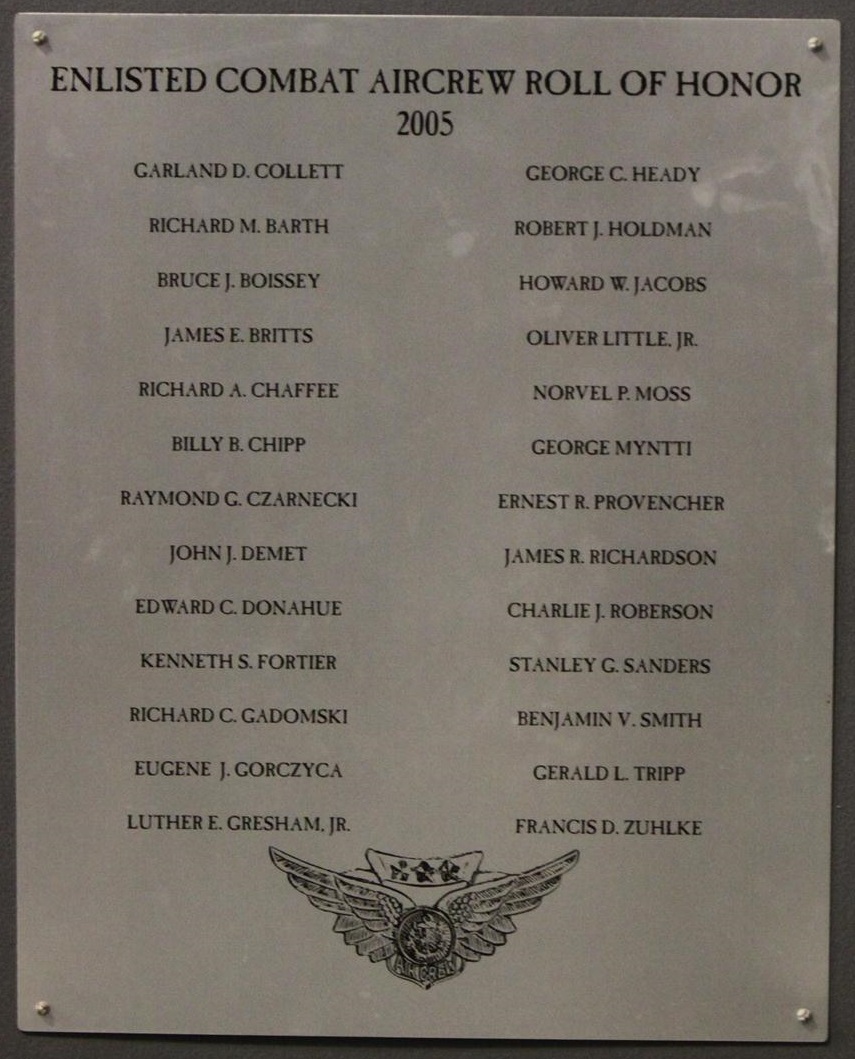 ENLISTED COMBAT AIRCREW ROLL OF HONOR
2005
GARLAND D. COLLETT
RICHARD M. BARTH
BRUCE J. BOISSEY
JAMES E. BRITTS
RICHARD A. CHAFFEE
BILLY B. CHIPP
RAYMOND G. CZARNECKI
JOHN J. DEMET
EDWARD C. DONAHUE
KENNETH S. FORTIER
RICHARD C. GADOMSKI
EUGENE J. GORCZYCA
LUTHER E. GRESHAM, JR.
GEORGE C. HEADY
ROBERT J. HOLDMAN
HOWARD W. JACOBS
OLIVER LITTLE, JR.
NORVEL P. MOSS
GEORGE MYNTTI
ERNEST R. PROVENCHER
JAMES R. RICHARDSON
CHARLIE J. ROBERSON
STANLEY G. SANDERS
BENJAMIN V. SMITH
GERALD L. TRIPP
FRANCIS D. ZUHLKE
AIRCREW